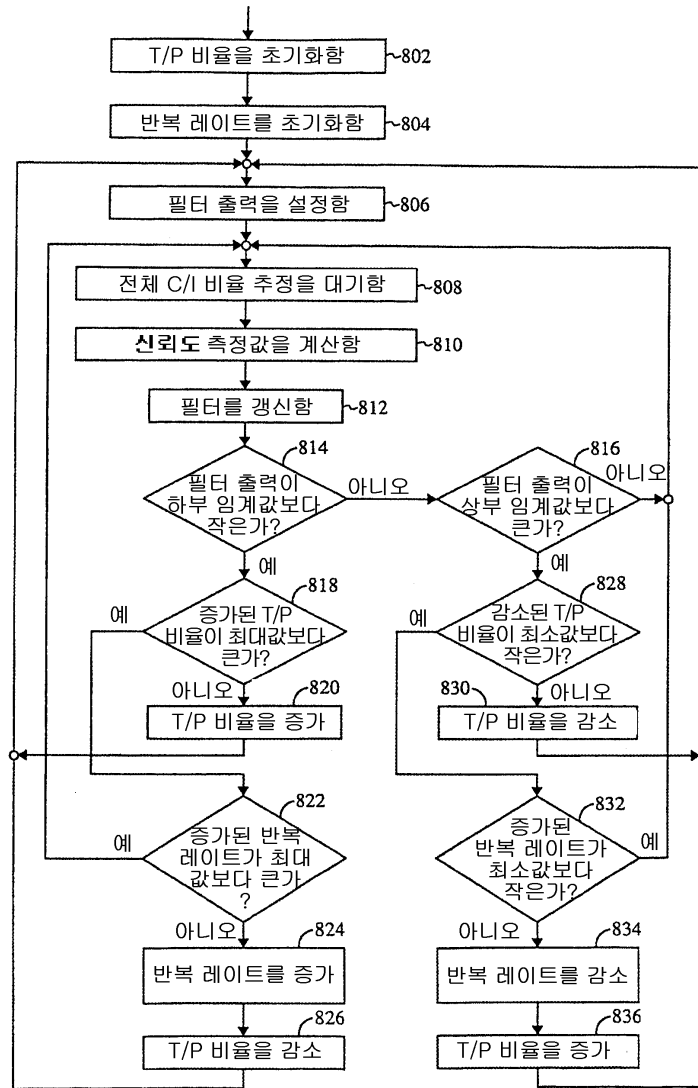 T/P 비율을 초기화함
802
반복 레이트를 초기화함
804
필터 출력을 설정함
806
전체 C/I 비율 추정을 대기함
808
신뢰도 측정값을 계산함
810
필터를 갱신함
812
814
필터 출력이
하부 임계값보다
작은가?
아니오
816
필터 출력이
상부 임계값보다
큰가?
아니오
예
예
818
증가된 T/P
비율이 최대값보다
큰가?
예
아니오
828
감소된 T/P
비율이 최소값보다
작은가?
예
아니오
820
T/P 비율을 증가
830
T/P 비율을 감소
822
증가된 반복
레이트가 최대
값보다 큰가
?
예
아니오
832
증가된
반복 레이트가
최소값보다
작은가?
예
아니오
824
반복 레이트를 증가
834
반복 레이트를 감소
826
T/P 비율을 감소
836
T/P 비율을 증가